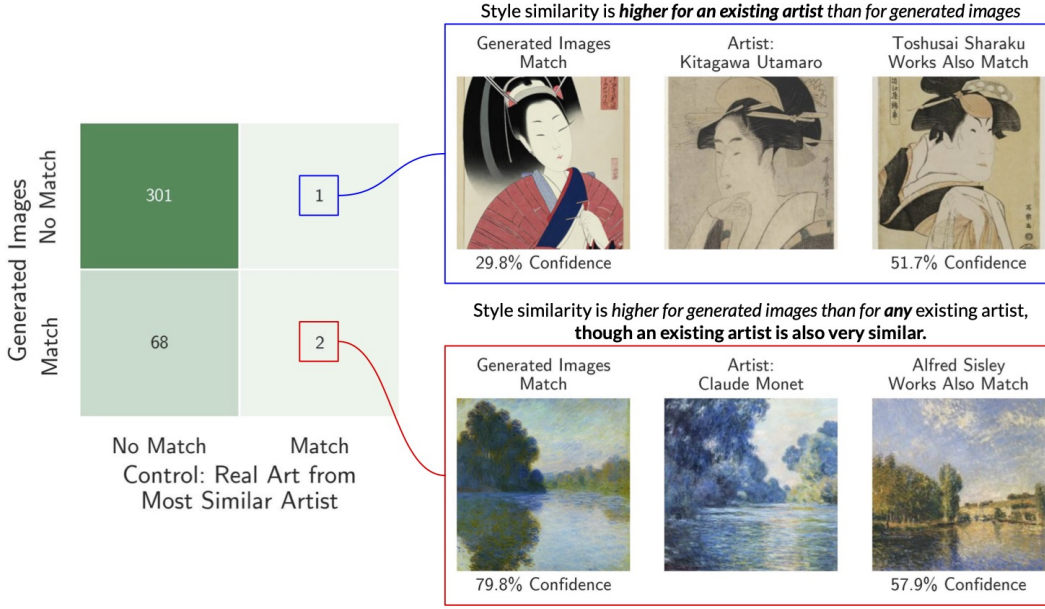 Style similarity is higher for an existing artist than for generated images
Generated Images
Match
Artist:
Kitagawa Utamaro
Toshusai Sharaku
Works Also Match
29.8% Confidence
51.7% Confidence
Generated Images
No Match
Match
301
1
68
2
No Match
Match
Control: Real Art from
Most Similar Artist
Style similarity is higher for generated images than for any existing artist,
though an existing artist is also very similar.
Generated Images
Match
Artist:
Claude Monet
Alfred Sisley
Works Also Match
79.8% Confidence
57.9% Confidence